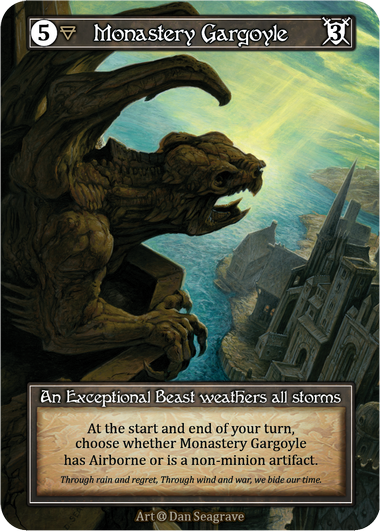 5 Monastery Gargoyle 3
An Exceptional Beast weathers all storms
At the start and end of your turn,
choose whether Monastery Gargoyle
has Airborne or is a non-minion artifact.
Through rain and regret, Through wind and war, we bide our time.
Art @ Dan Seagrave